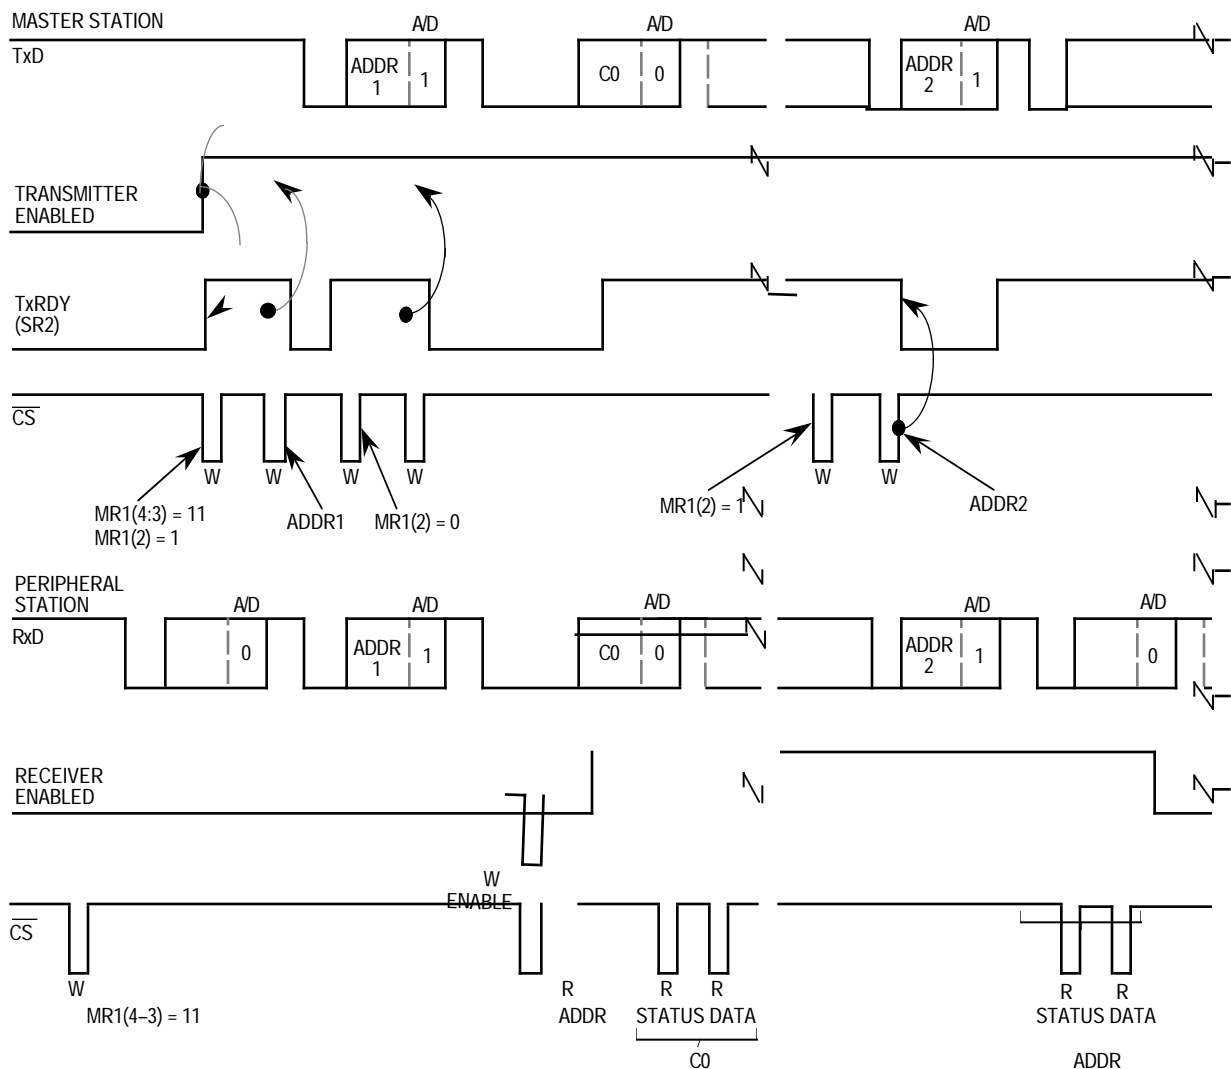 MASTER STATION
A/D
A/D
A/D
TxD
ADDR
1
1
C0
0
ADDR
2
1
TRANSMITTER
ENABLED
TxRDY
(SR2)
CS
W
W
W
W
W
W
MR1(4:3) = 11
MR1(2) = 1
ADDR1
MR1(2) = 0
MR1(2) = 1
ADDR2
PERIPHERAL
STATION
A/D
A/D
A/D
A/D
A/D
RxD
0
ADDR
1
1
C0
0
ADDR
2
1
0
RECEIVER
ENABLED
W
ENABLE
CS
W
R
R
R
R
R
MR1(4–3) = 11
ADDR
STATUS DATA
STATUS DATA
C0
ADDR